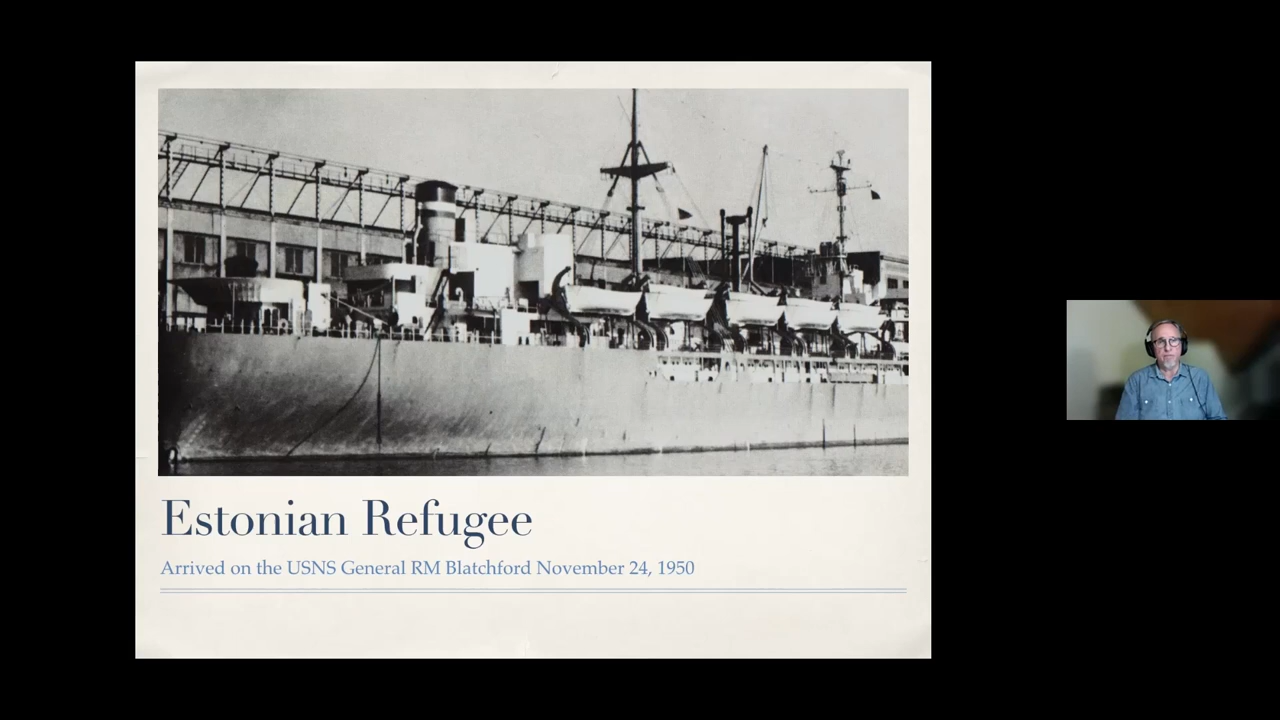 Estonian Refugee
Arrived on the USNS General RM Blatchford November 24, 1950